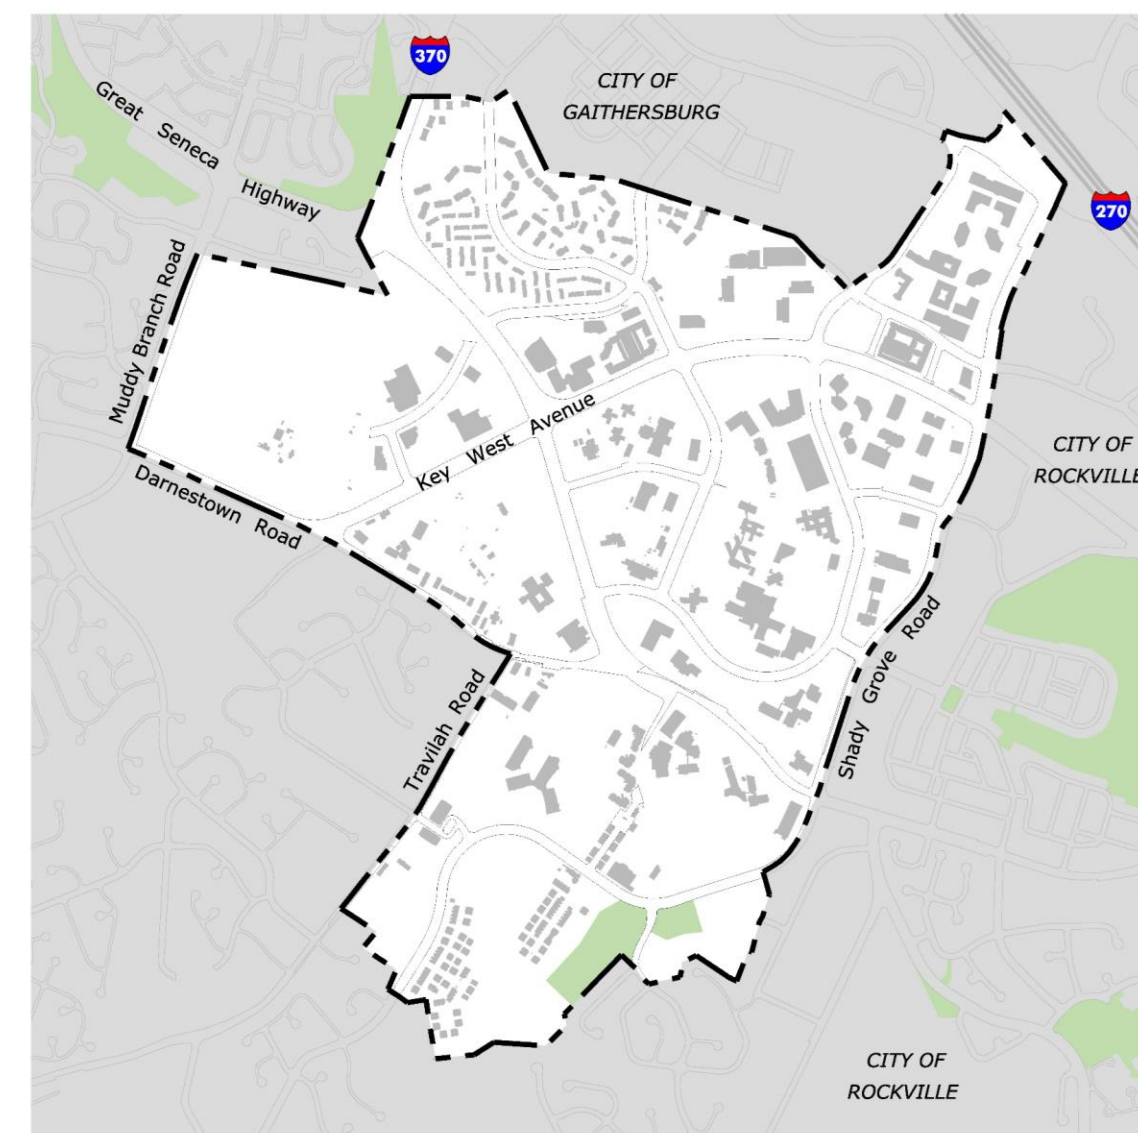 370
CITY OF
GAITHERSBURG
Great Seneca Highway
270
Muddy Branch Road
Key West Avenue
CITY OF
ROCKVILLE
Darnestown Road
Shady Grove Road
Travilah Road
CITY OF
ROCKVILLE